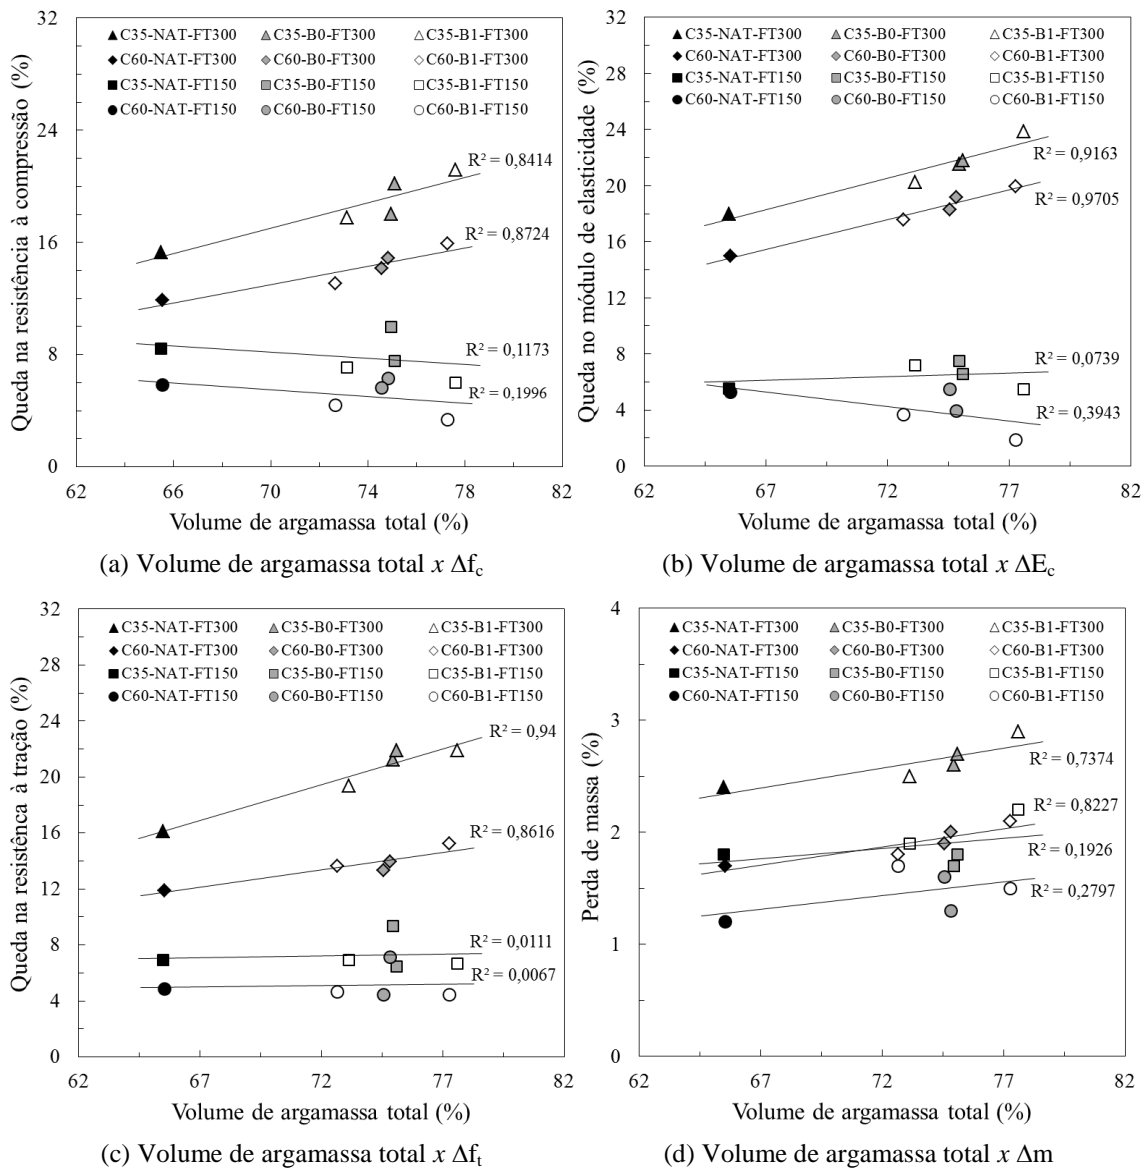 C35-NAT-FT300 C35-B0-FT300 C35-B1-FT300
C60-NAT-FT300 C60-B0-FT300 C60-B1-FT300
C35-NAT-FT150 C35-B0-FT150 C35-B1-FT150
C60-NAT-FT150 C60-B0-FT150 C60-B1-FT150
Queda na resistência à compressão (%)
32
24
16
8
0
R² = 0,8414
R² = 0,8724
R² = 0,1173
R² = 0,1996
62 66 70 74 78 82
Volume de argamassa total (%)
(a) Volume de argamassa total x Δfc
C35-NAT-FT300 C35-B0-FT300 C35-B1-FT300
C60-NAT-FT300 C60-B0-FT300 C60-B1-FT300
C35-NAT-FT150 C35-B0-FT150 C35-B1-FT150
C60-NAT-FT150 C60-B0-FT150 C60-B1-FT150
Queda no módulo de elasticidade (%)
32
28
24
20
16
12
8
4
0
R² = 0,9163
R² = 0,9705
R² = 0,0739
R² = 0,3943
62 67 72 77 82
Volume de argamassa total (%)
(b) Volume de argamassa total x ΔEc
C35-NAT-FT300 C35-B0-FT300 C35-B1-FT300
C60-NAT-FT300 C60-B0-FT300 C60-B1-FT300
C35-NAT-FT150 C35-B0-FT150 C35-B1-FT150
C60-NAT-FT150 C60-B0-FT150 C60-B1-FT150
Queda na resistênca à tração (%)
32
28
24
20
16
12
8
4
0
R² = 0,94
R² = 0,8616
R² = 0,0111
R² = 0,0067
62 67 72 77 82
Volume de argamassa total (%)
(c) Volume de argamassa total x Δft
C35-NAT-FT300 C35-B0-FT300 C35-B1-FT300
C60-NAT-FT300 C60-B0-FT300 C60-B1-FT300
C35-NAT-FT150 C35-B0-FT150 C35-B1-FT150
C60-NAT-FT150 C60-B0-FT150 C60-B1-FT150
Perda de massa (%)
4
3
2
1
0
R² = 0,7374
R² = 0,8227
R² = 0,1926
R² = 0,2797
62 67 72 77 82
Volume de argamassa total (%)
(d) Volume de argamassa total x Δm